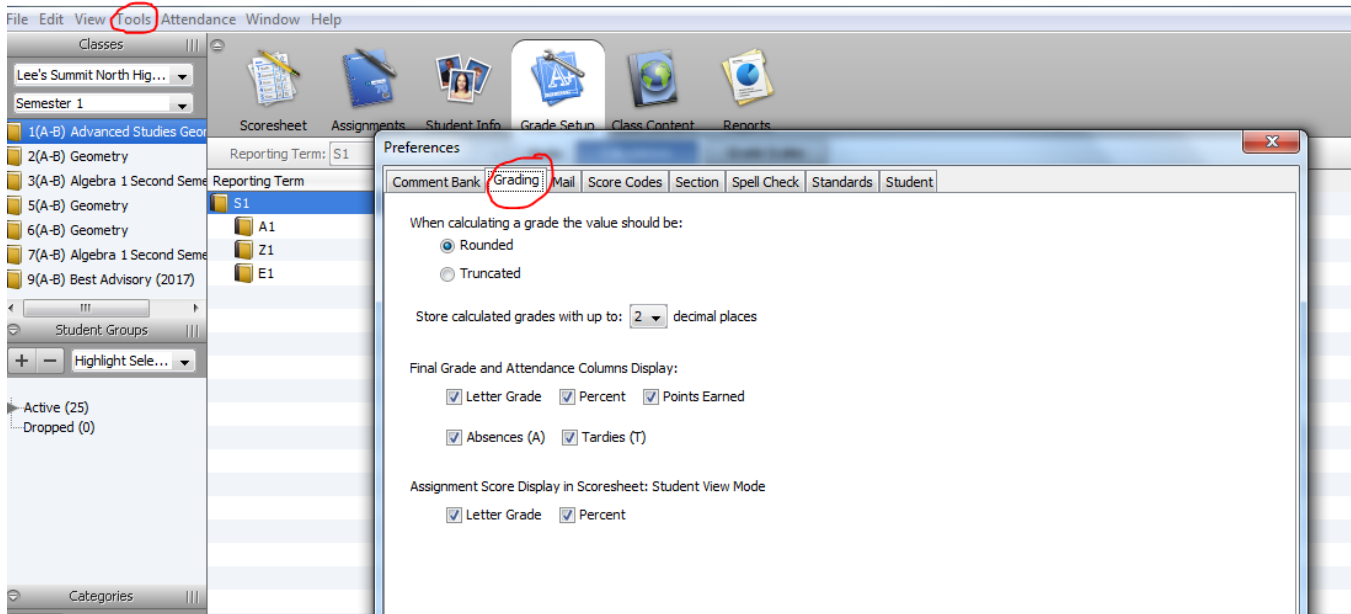 File Edit View Tools Attendance Window Help
Classes
Lee's Summit North Hig...
Semester 1
1(A-B) Advanced Studies Geor
2(A-B) Geometry
3(A-B) Algebra 1 Second Seme
5(A-B) Geometry
6(A-B) Geometry
7(A-B) Algebra 1 Second Seme
9(A-B) Best Advisory (2017)
Student Groups
Highlight Sele...
Active (25)
Dropped (0)
Categories
Scoresheet Assignments Student Info Grade Setup Class Content Reports
Reporting Term: S1
Reporting Term
S1
A1
Z1
E1
Preferences
Comment Bank Grading Mail Score Codes Section Spell Check Standards Student
When calculating a grade the value should be:
Rounded
Truncated
Store calculated grades with up to: 2 decimal places
Final Grade and Attendance Columns Display:
Letter Grade Percent Points Earned
Absences (A) Tardies (T)
Assignment Score Display in Scoresheet: Student View Mode
Letter Grade Percent